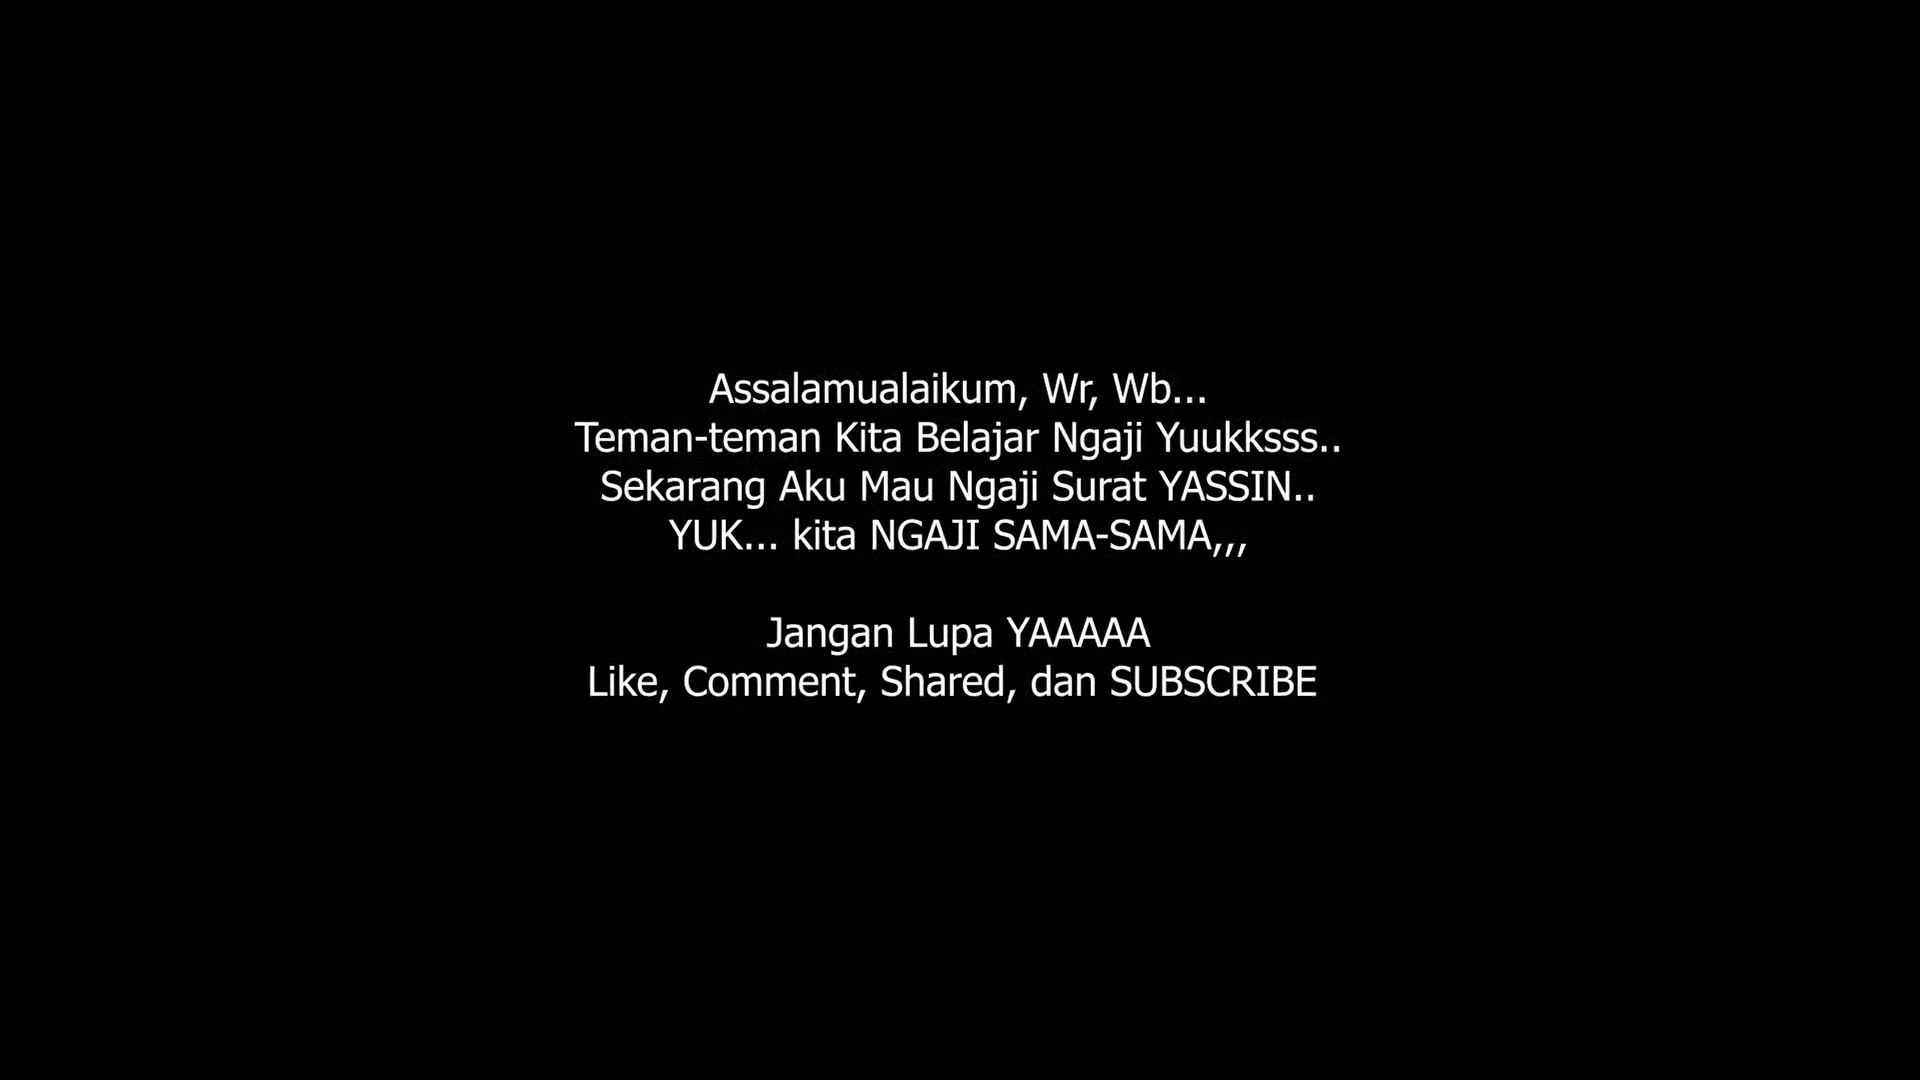 Assalamualaikum, Wr, Wb...
Teman-teman Kita Belajar Ngaji Yuukksss..
Sekarang Aku Mau Ngaji Surat YASSIN..
YUK... kita NGAJI SAMA-SAMA,,,
Jangan Lupa YAAAAA
Like, Comment, Shared, dan SUBSCRIBE